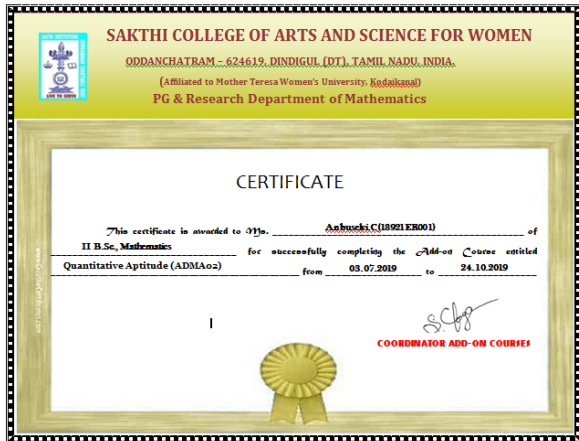 SAKTHI COLLEGE OF ARTS AND SCIENCE FOR WOMEN
ODDANCHATRAM – 624619, DINDIGUL (DT), TAMIL NADU, INDIA.
(Affiliated to Mother Teresa Women's University, Kodaikanal)
PG & Research Department of Mathematics
LIVE TO SERVE
CERTIFICATE
This certificate is awarded to Ms. Anbuselvi.C of
II B.Sc., Mathematics for successfully completing the Add-on Course entitled
Quantitative Aptitude (ADMA02) from 03.07.2019 to 24.10.2019
COORDINATOR ADD-ON COURSES